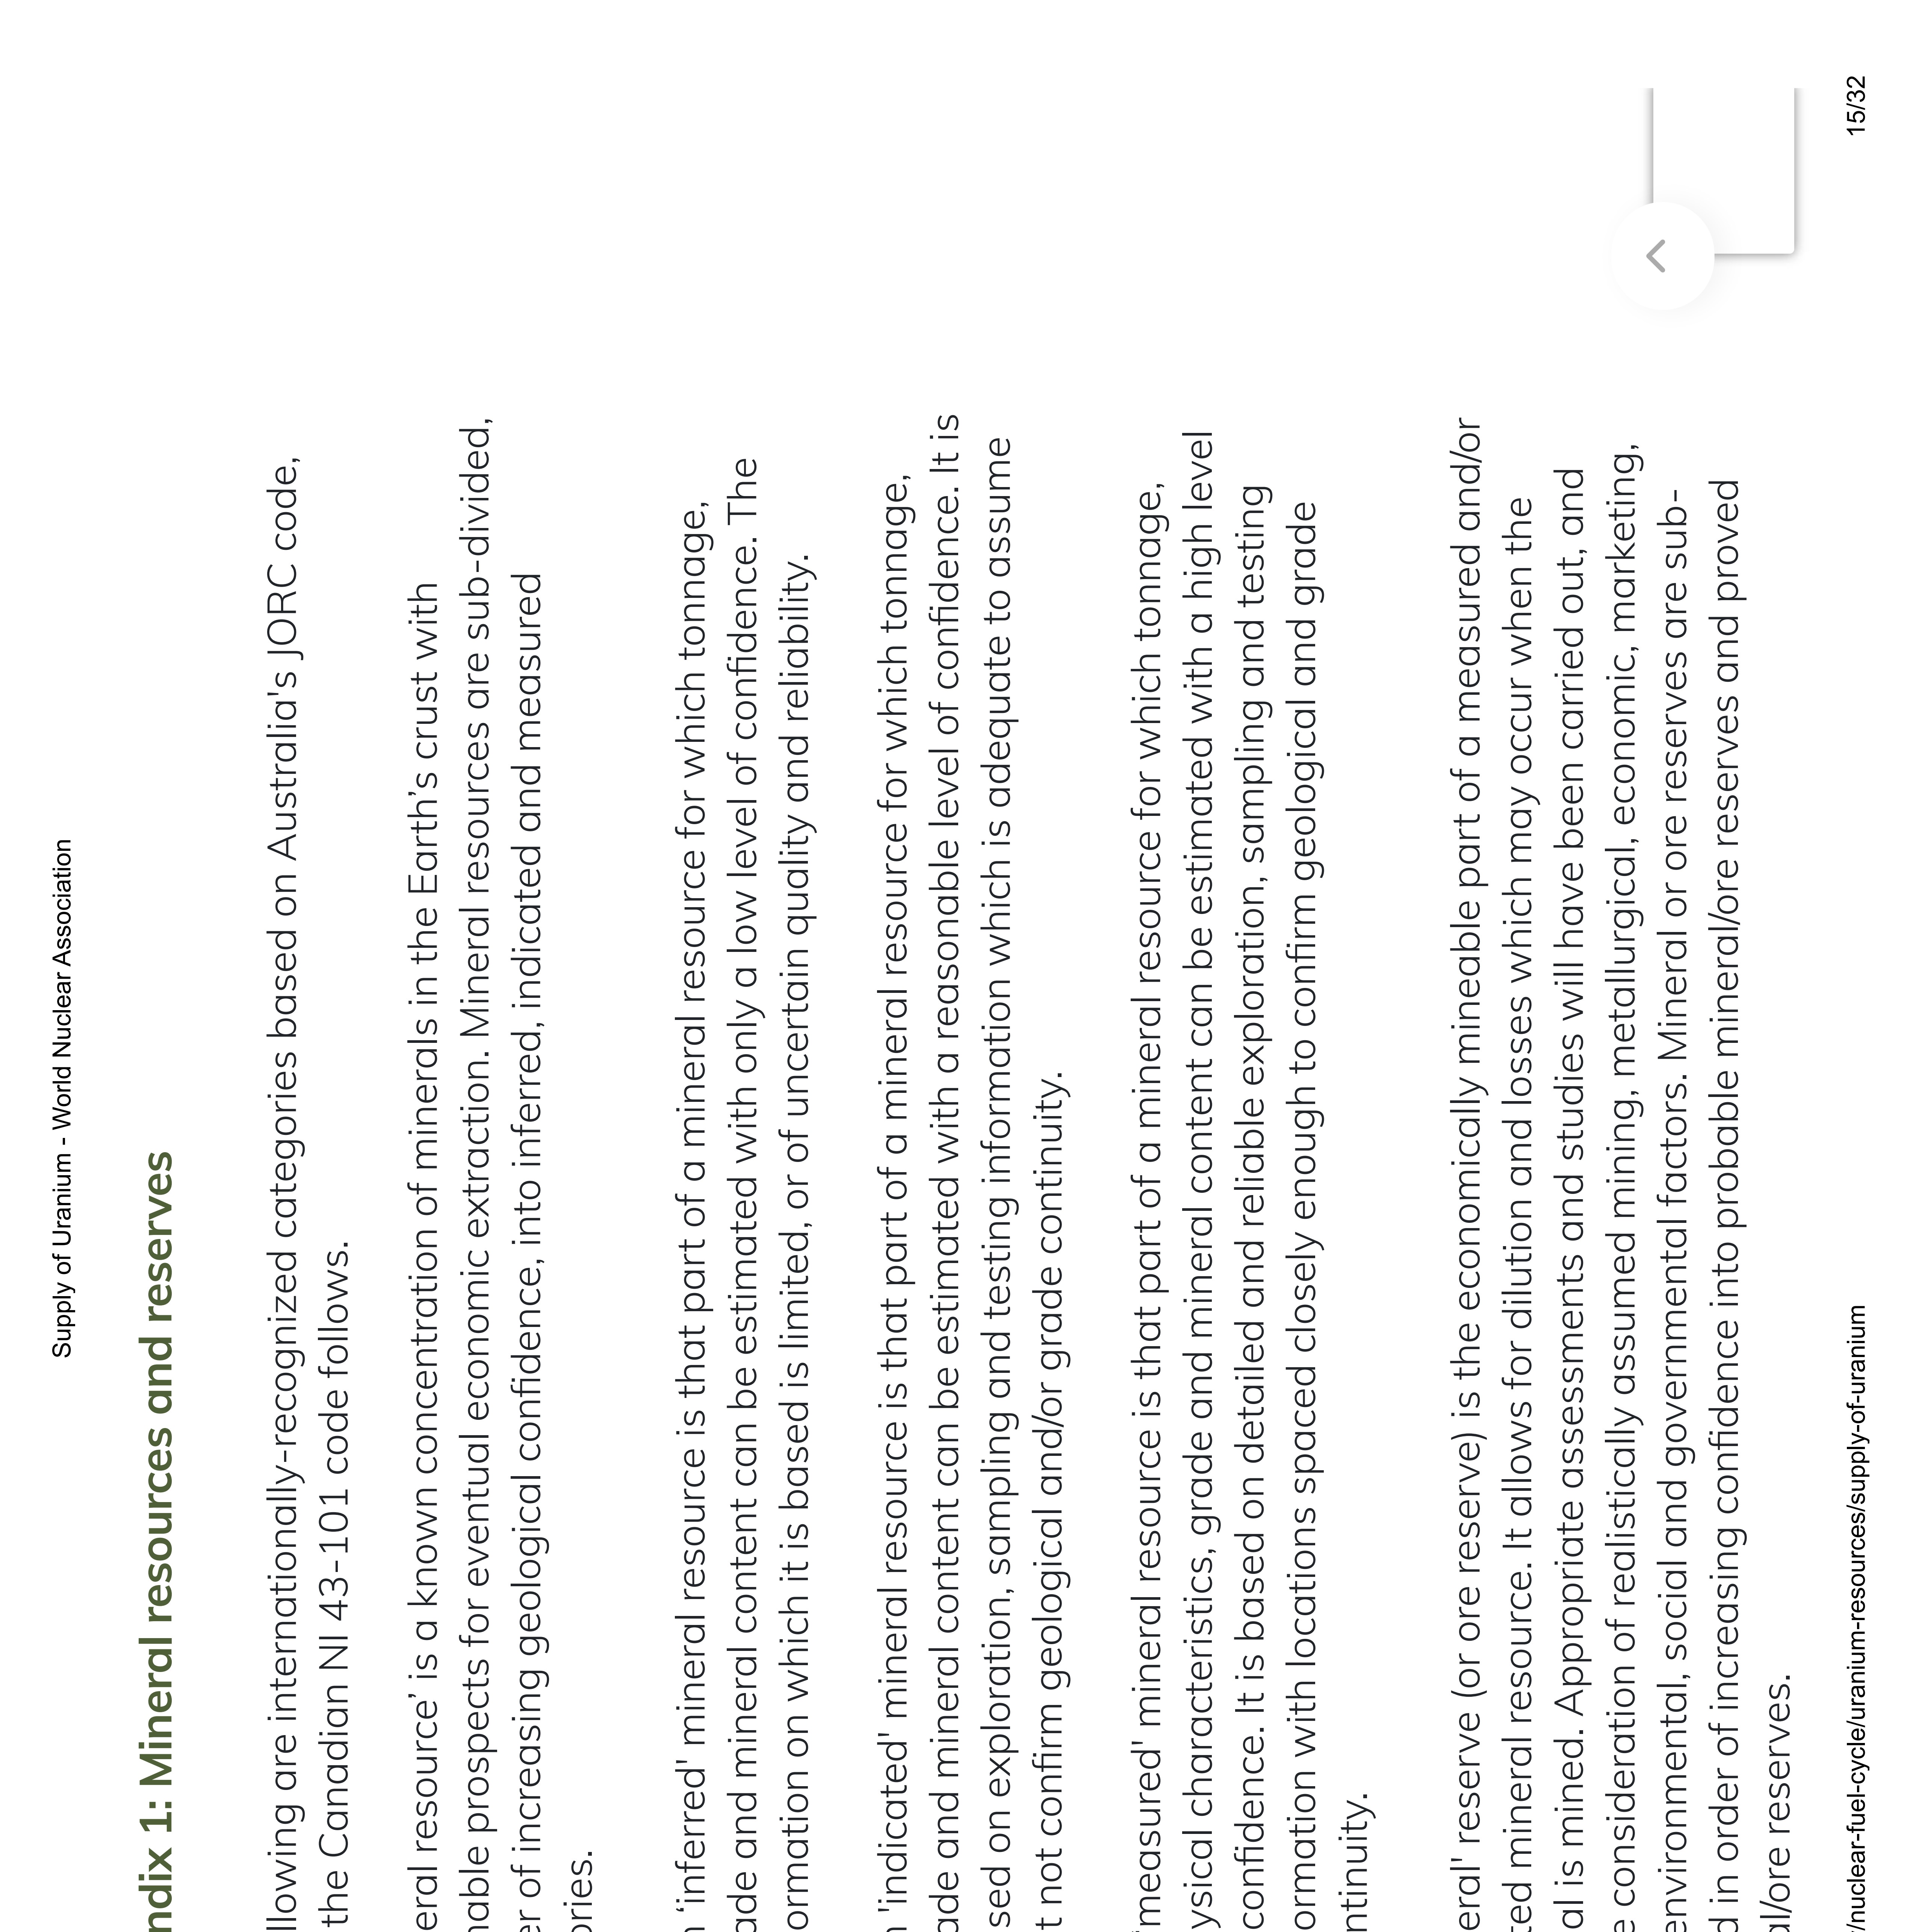 Supply of Uranium - World Nuclear Association
ndix 1: Mineral resources and reserves
llowing are internationally-recognized categories based on Australia's JORC code,
the Canadian NI 43-101 code follows.
eral resource’ is a known concentration of minerals in the Earth’s crust with
nable prospects for eventual economic extraction. Mineral resources are sub-divided,
er of increasing geological confidence, into inferred, indicated and measured
ories.
n ‘inferred' mineral resource is that part of a mineral resource for which tonnage,
ade and mineral content can be estimated with only a low level of confidence. The
ormation on which it is based is limited, or of uncertain quality and reliability.
n 'indicated' mineral resource is that part of a mineral resource for which tonnage,
ade and mineral content can be estimated with a reasonable level of confidence. It is
sed on exploration, sampling and testing information which is adequate to assume
t not confirm geological and/or grade continuity.
‘measured' mineral resource is that part of a mineral resource for which tonnage,
ysical characteristics, grade and mineral content can be estimated with a high level
confidence. It is based on detailed and reliable exploration, sampling and testing
ormation with locations spaced closely enough to confirm geological and grade
ntinuity.
eral' reserve (or ore reserve) is the economically mineable part of a measured and/or
ted mineral resource. It allows for dilution and losses which may occur when the
al is mined. Appropriate assessments and studies will have been carried out, and
e consideration of realistically assumed mining, metallurgical, economic, marketing,
environmental, social and governmental factors. Mineral or ore reserves are sub-
d in order of increasing confidence into probable mineral/ore reserves and proved
al/ore reserves.
/nuclear-fuel-cycle/uranium-resources/supply-of-uranium
15/32